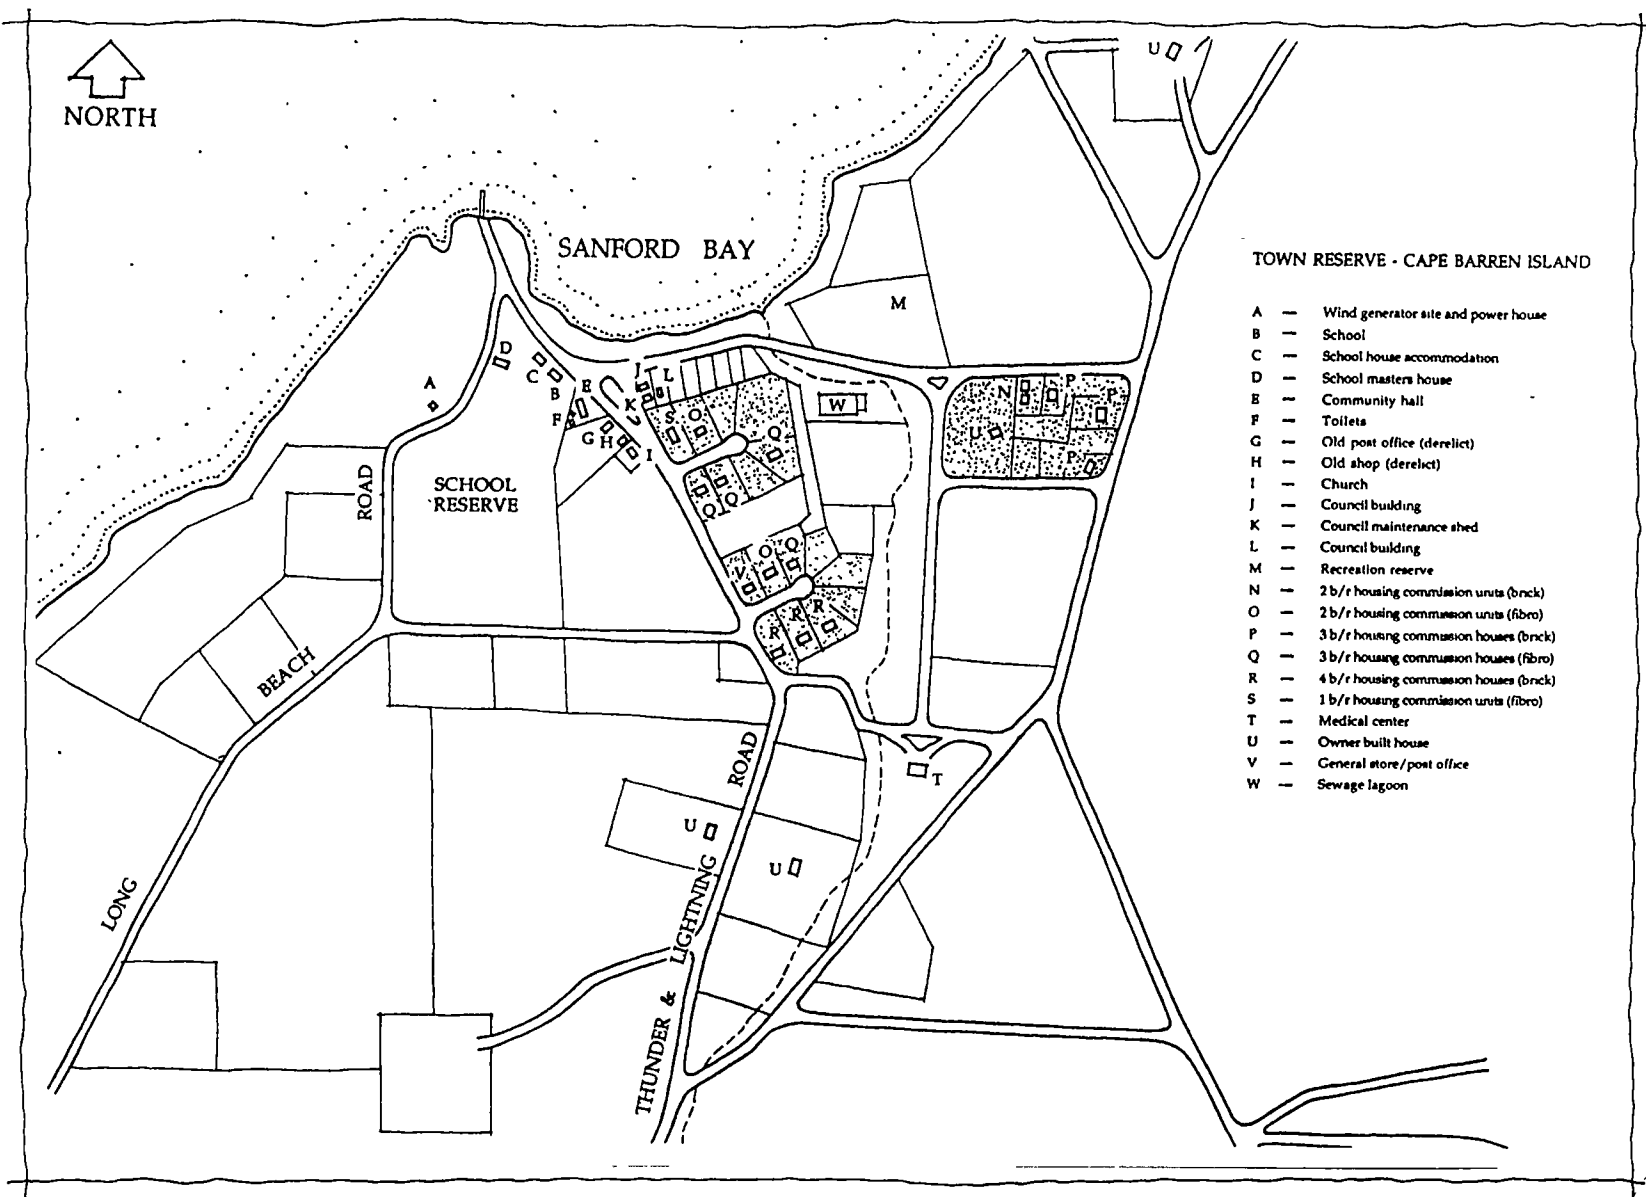 NORTH
SANFORD BAY
TOWN RESERVE - CAPE BARREN ISLAND
A — Wind generator site and power house
B — School
C — School house accommodation
D — School masters house
E — Community hall
F — Toilets
G — Old post office (derelict)
H — Old shop (derelict)
I — Church
J — Council building
K — Council maintenance shed
L — Council building
M — Recreation reserve
N — 2 b/r housing commission units (brick)
O — 2 b/r housing commission units (fibro)
P — 3 b/r housing commission houses (brick)
Q — 3 b/r housing commission houses (fibro)
R — 4 b/r housing commission houses (brick)
S — 1 b/r housing commission units (fibro)
T — Medical center
U — Owner built house
V — General store/post office
W — Sewage lagoon
U
M
D
C
B
A
E
F
G H
I
J
L
K
S
O
Q
Q
Q
W
N
P
P
U
P
SCHOOL
RESERVE
O
Q
V
R
R
R
T
U
U
LONG
BEACH
ROAD
THUNDER &
LIGHTNING
ROAD